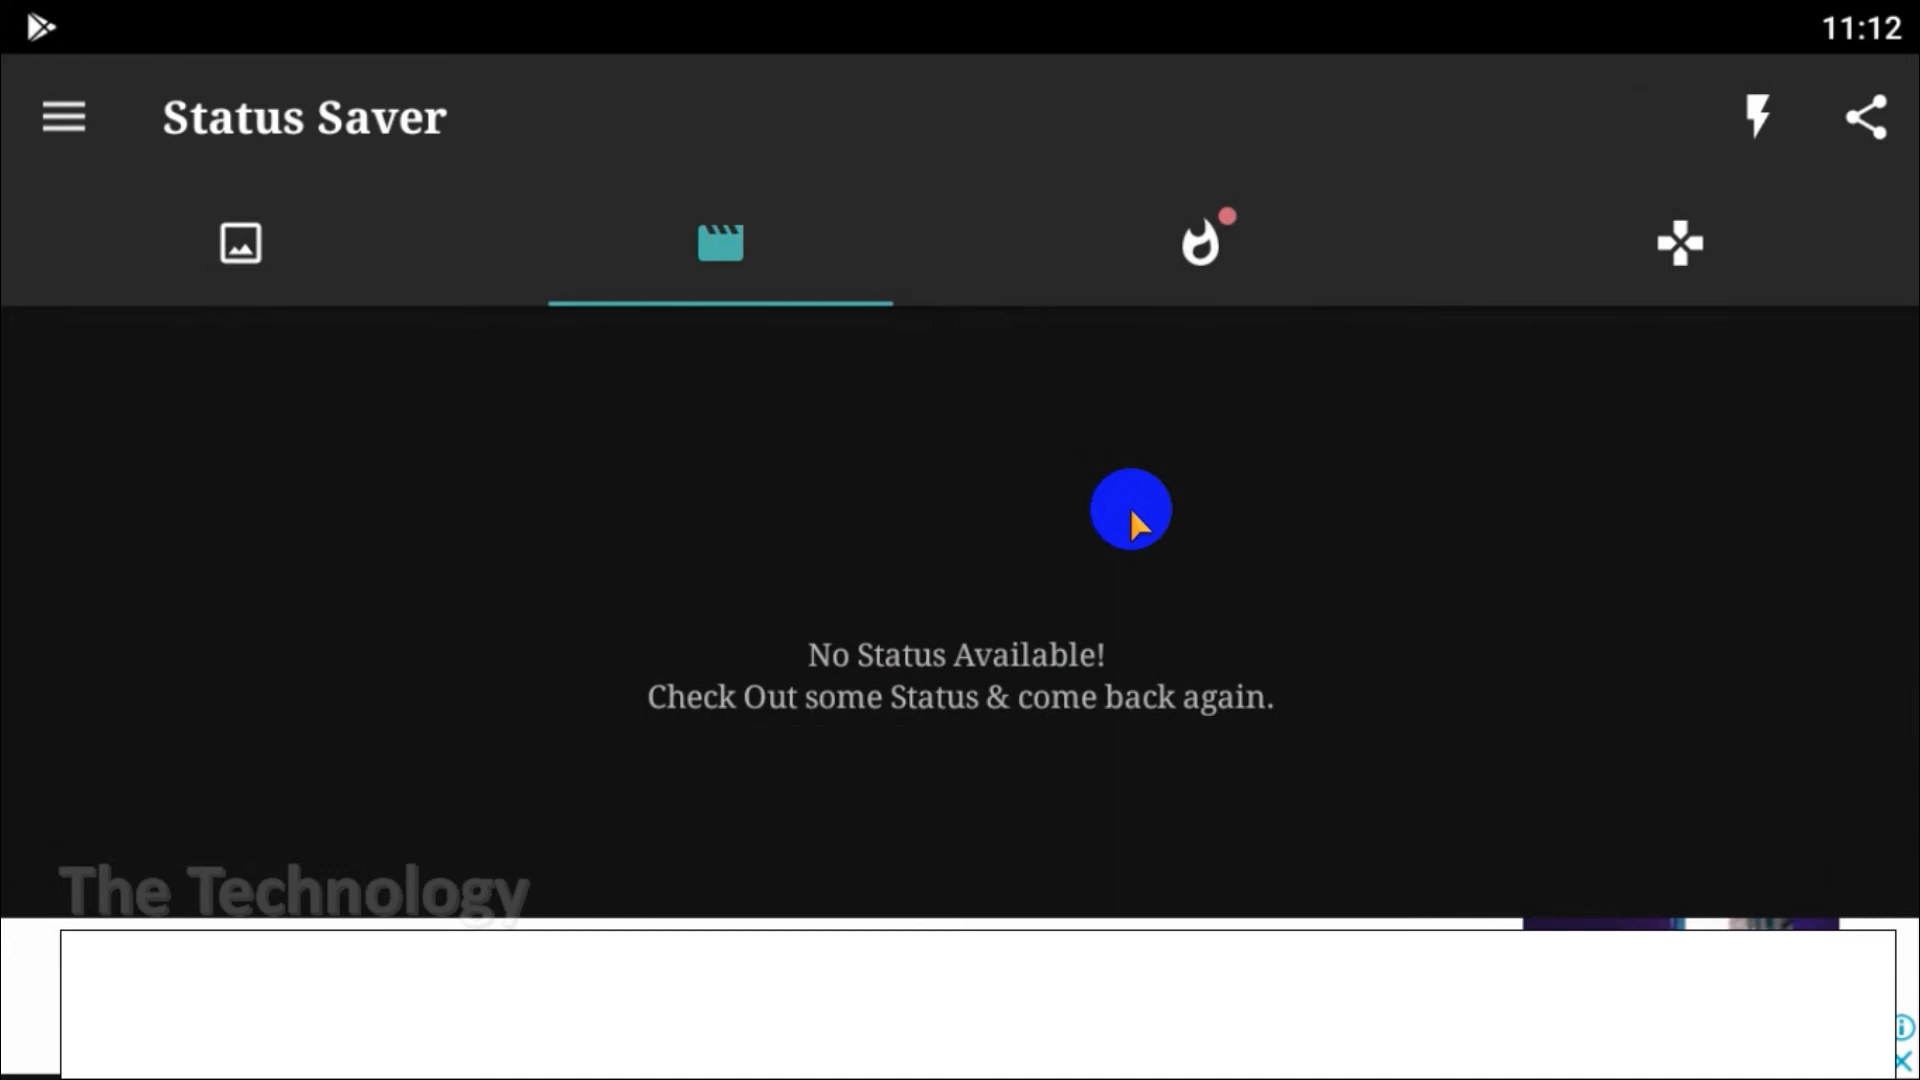 11:12
Status Saver
No Status Available!
Check Out some Status & come back again.
The Technology